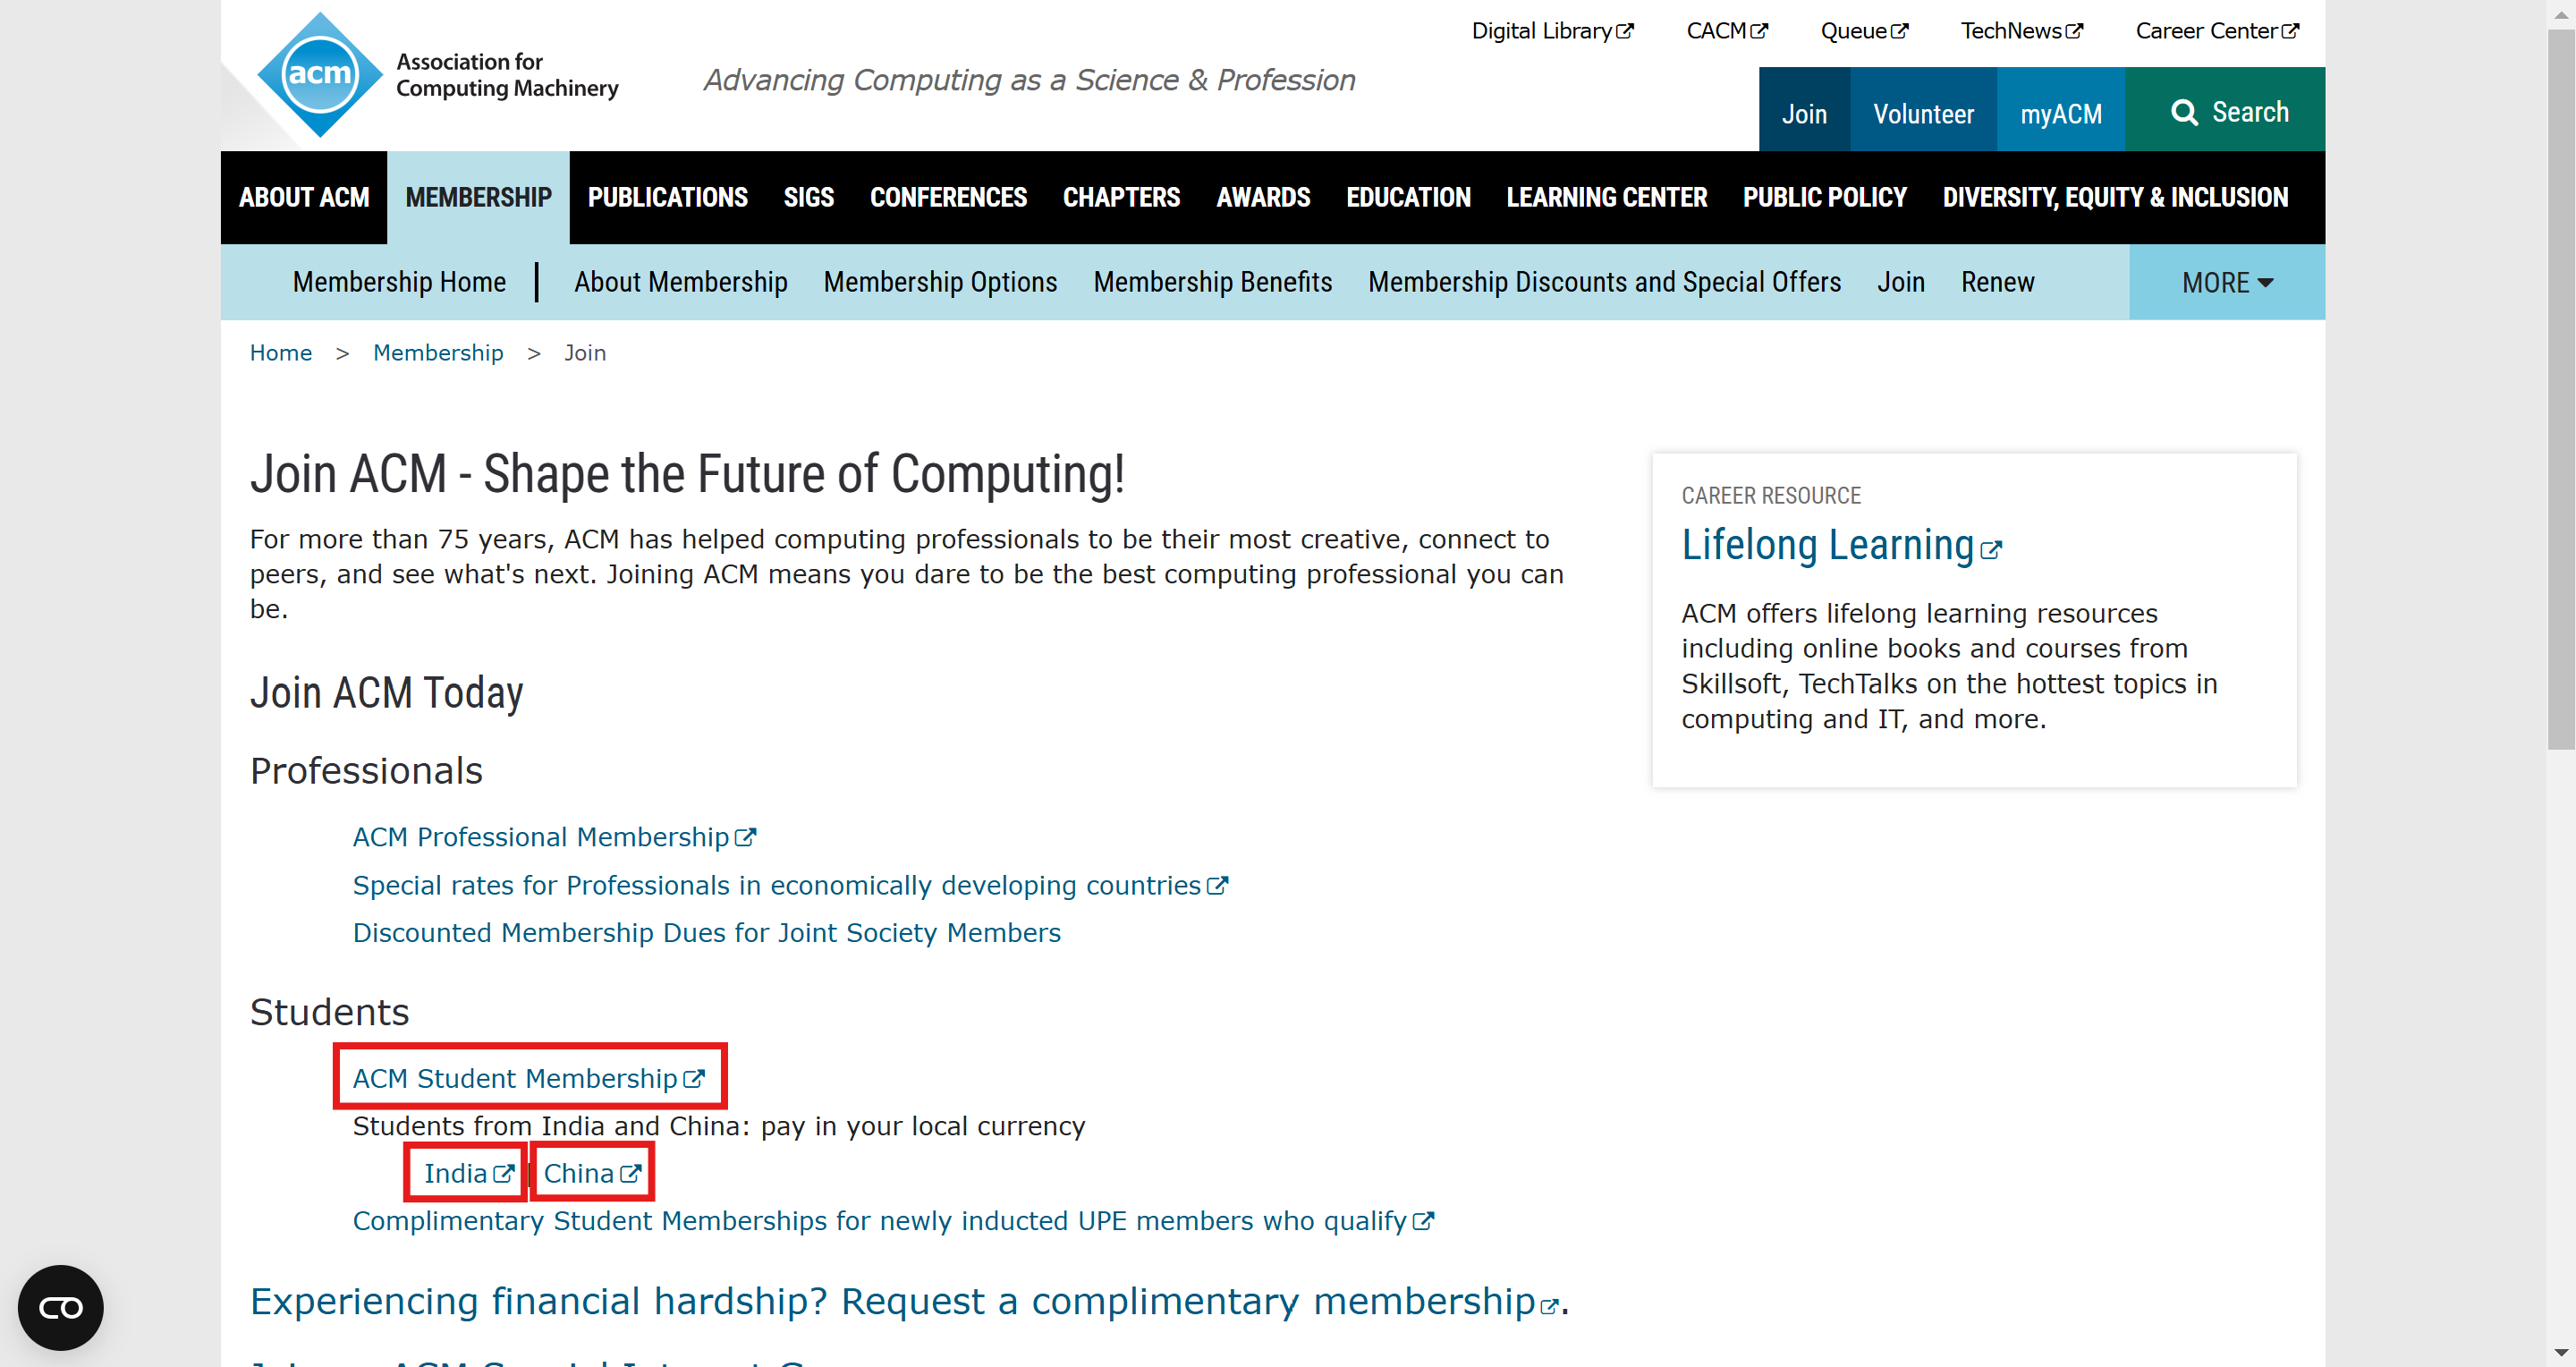 Digital Library CACM Queue TechNews Career Center
acm Association for
Computing Machinery
Advancing Computing as a Science & Profession
Join Volunteer myACM Search
ABOUT ACM MEMBERSHIP PUBLICATIONS SIGS CONFERENCES CHAPTERS AWARDS EDUCATION LEARNING CENTER PUBLIC POLICY DIVERSITY, EQUITY & INCLUSION
Membership Home | About Membership Membership Options Membership Benefits Membership Discounts and Special Offers Join Renew MORE
Home > Membership > Join
Join ACM - Shape the Future of Computing!
For more than 75 years, ACM has helped computing professionals to be their most creative, connect to
peers, and see what's next. Joining ACM means you dare to be the best computing professional you can
be.
Join ACM Today
Professionals
ACM Professional Membership
Special rates for Professionals in economically developing countries
Discounted Membership Dues for Joint Society Members
Students
ACM Student Membership
Students from India and China: pay in your local currency
India | China
Complimentary Student Memberships for newly inducted UPE members who qualify
Experiencing financial hardship? Request a complimentary membership.
CAREER RESOURCE
Lifelong Learning
ACM offers lifelong learning resources
including online books and courses from
Skillsoft, TechTalks on the hottest topics in
computing and IT, and more.